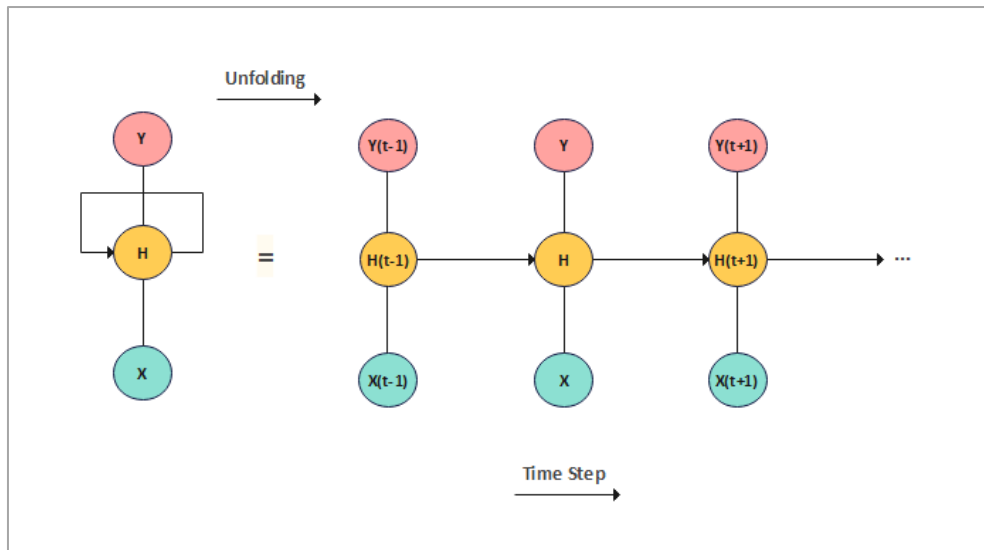 Unfolding
Y
Y(t-1)
Y
Y(t+1)
H
=
H(t-1)
H
H(t+1)
...
X
X(t-1)
X
X(t+1)
Time Step